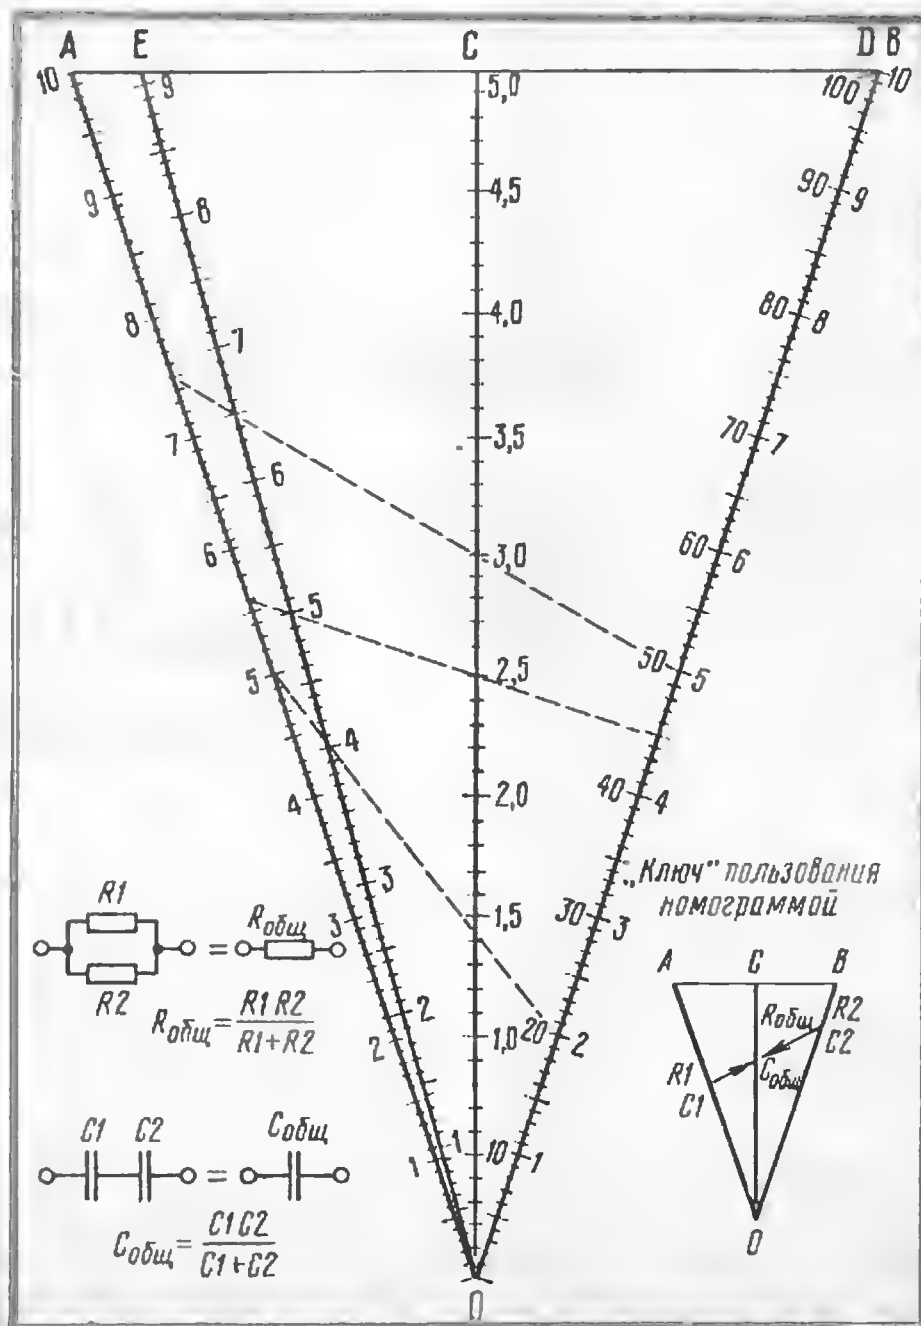 A E C D B
10 9 5,0 100 10
9 8 4,5 90 9
8 7 4,0 80 8
7 6 3,5 70 7
6 5 3,0 60 6
5 4 2,5 50 5
4 3 2,0 40 4
3 2 1,5 30 3
2 1 1,0 20 2
1 10 1
0
R1
R2
=
Rобщ
Rобщ = R1 R2
R1+R2
C1 C2 = Cобщ
Cобщ = C1 C2
C1+C2
„Ключ" пользования
номограммой
A C B
Rобщ R2
C2
R1 Cобщ
C1
0